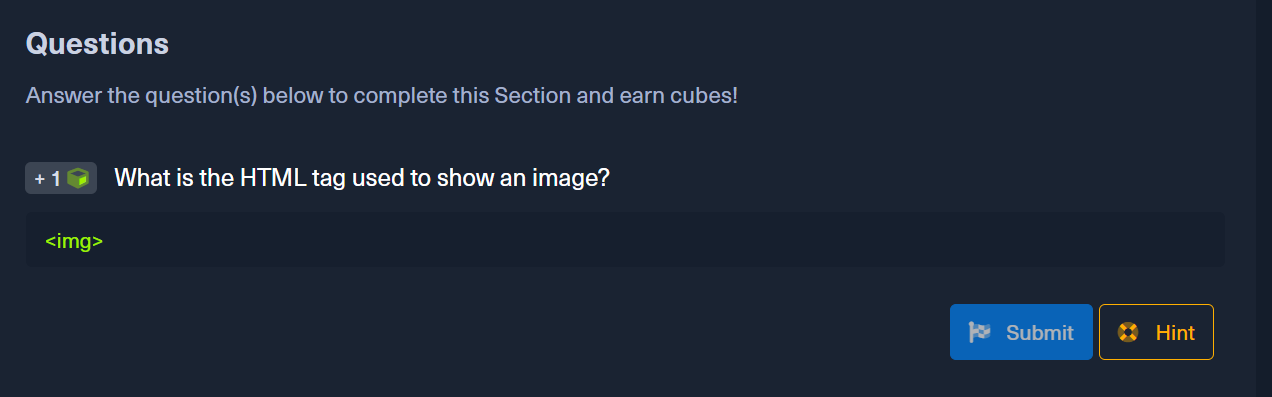 Questions
Answer the question(s) below to complete this Section and earn cubes!
+ 1 What is the HTML tag used to show an image?
<img>
Submit Hint